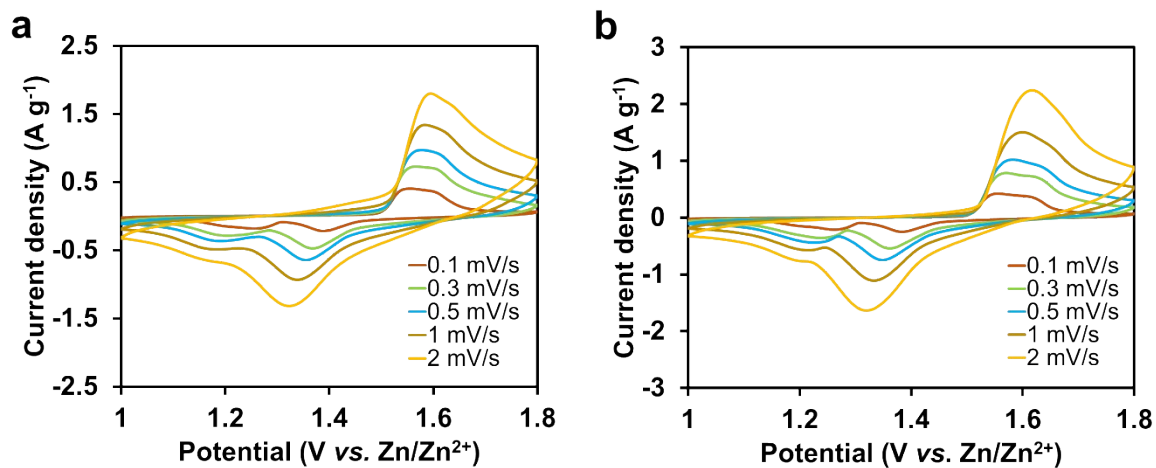 a
Current density (A g⁻¹)
2.5
1.5
0.5
-0.5
-1.5
-2.5
0.1 mV/s
0.3 mV/s
0.5 mV/s
1 mV/s
2 mV/s
1 1.2 1.4 1.6 1.8
Potential (V vs. Zn/Zn²⁺)
b
Current density (A g⁻¹)
3
2
1
0
-1
-2
-3
0.1 mV/s
0.3 mV/s
0.5 mV/s
1 mV/s
2 mV/s
1 1.2 1.4 1.6 1.8
Potential (V vs. Zn/Zn²⁺)